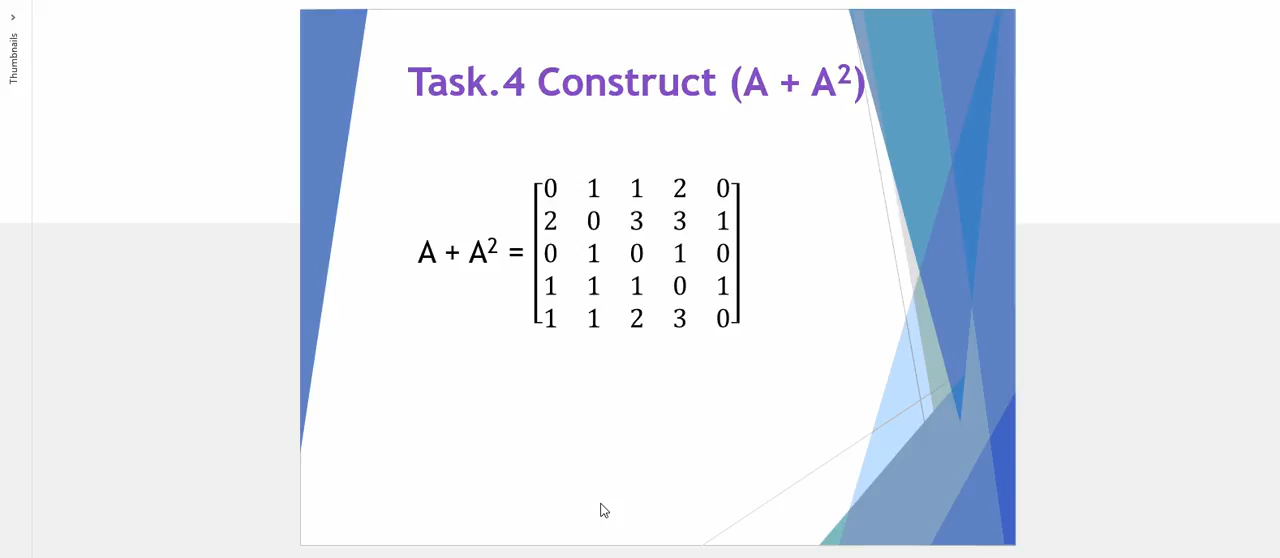 Thumbnails
Task.4 Construct (A + A²)
0 1 1 2 0
2 0 3 3 1
A + A² = 0 1 0 1 0
1 1 1 0 1
1 1 2 3 0